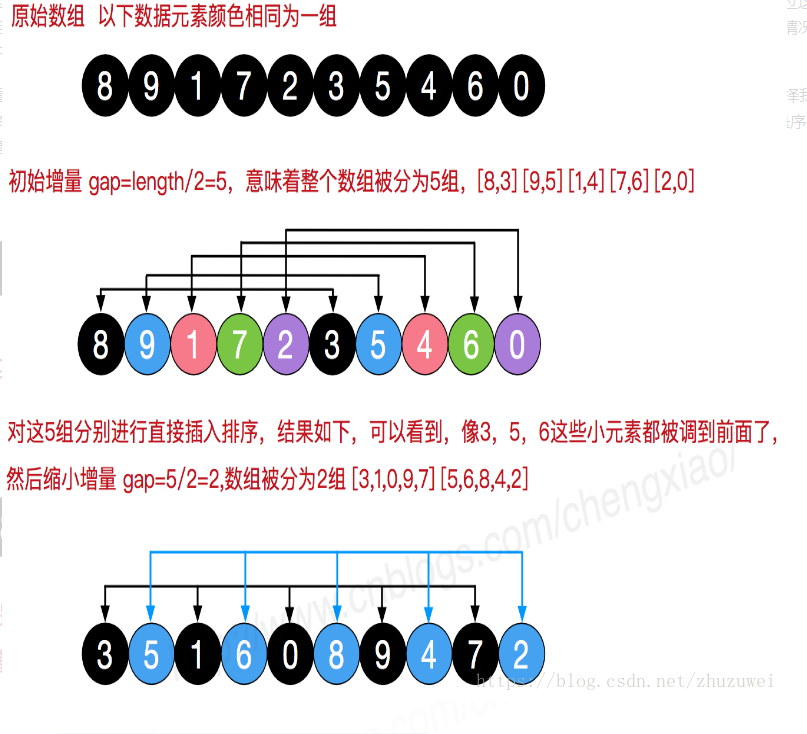 原始数组 以下数据元素颜色相同为一组
8 9 1 7 2 3 5 4 6 0
初始增量 gap=length/2=5，意味着整个数组被分为5组，[8,3][9,5][1,4][7,6][2,0]
8 9 1 7 2 3 5 4 6 0
对这5组分别进行直接插入排序，结果如下，可以看到，像3，5，6这些小元素都被调到前面了，
然后缩小增量 gap=5/2=2,数组被分为2组 [3,1,0,9,7][5,6,8,4,2]
www.cnblogs.com/chengxiao/
3 5 1 6 0 8 9 4 7 2
https://blog.csdn.net/zhuzuwei